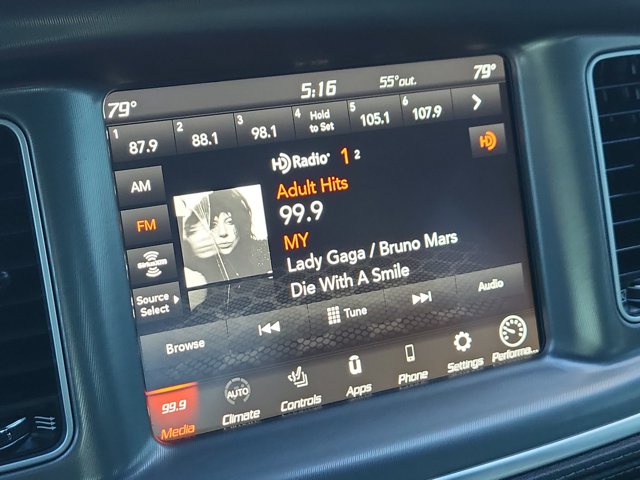 79° 5:16 55°out. 79°
1 87.9 2 88.1 3 98.1 4 Hold to Set 5 105.1 6 107.9
HD Radio 1 2
AM
Adult Hits
99.9
FM
MY
Lady Gaga / Bruno Mars
SiriusXM
Die With A Smile
Source Select
Browse Tune Audio
99.9 AUTO
Media Climate Controls Apps Phone Settings Performa...